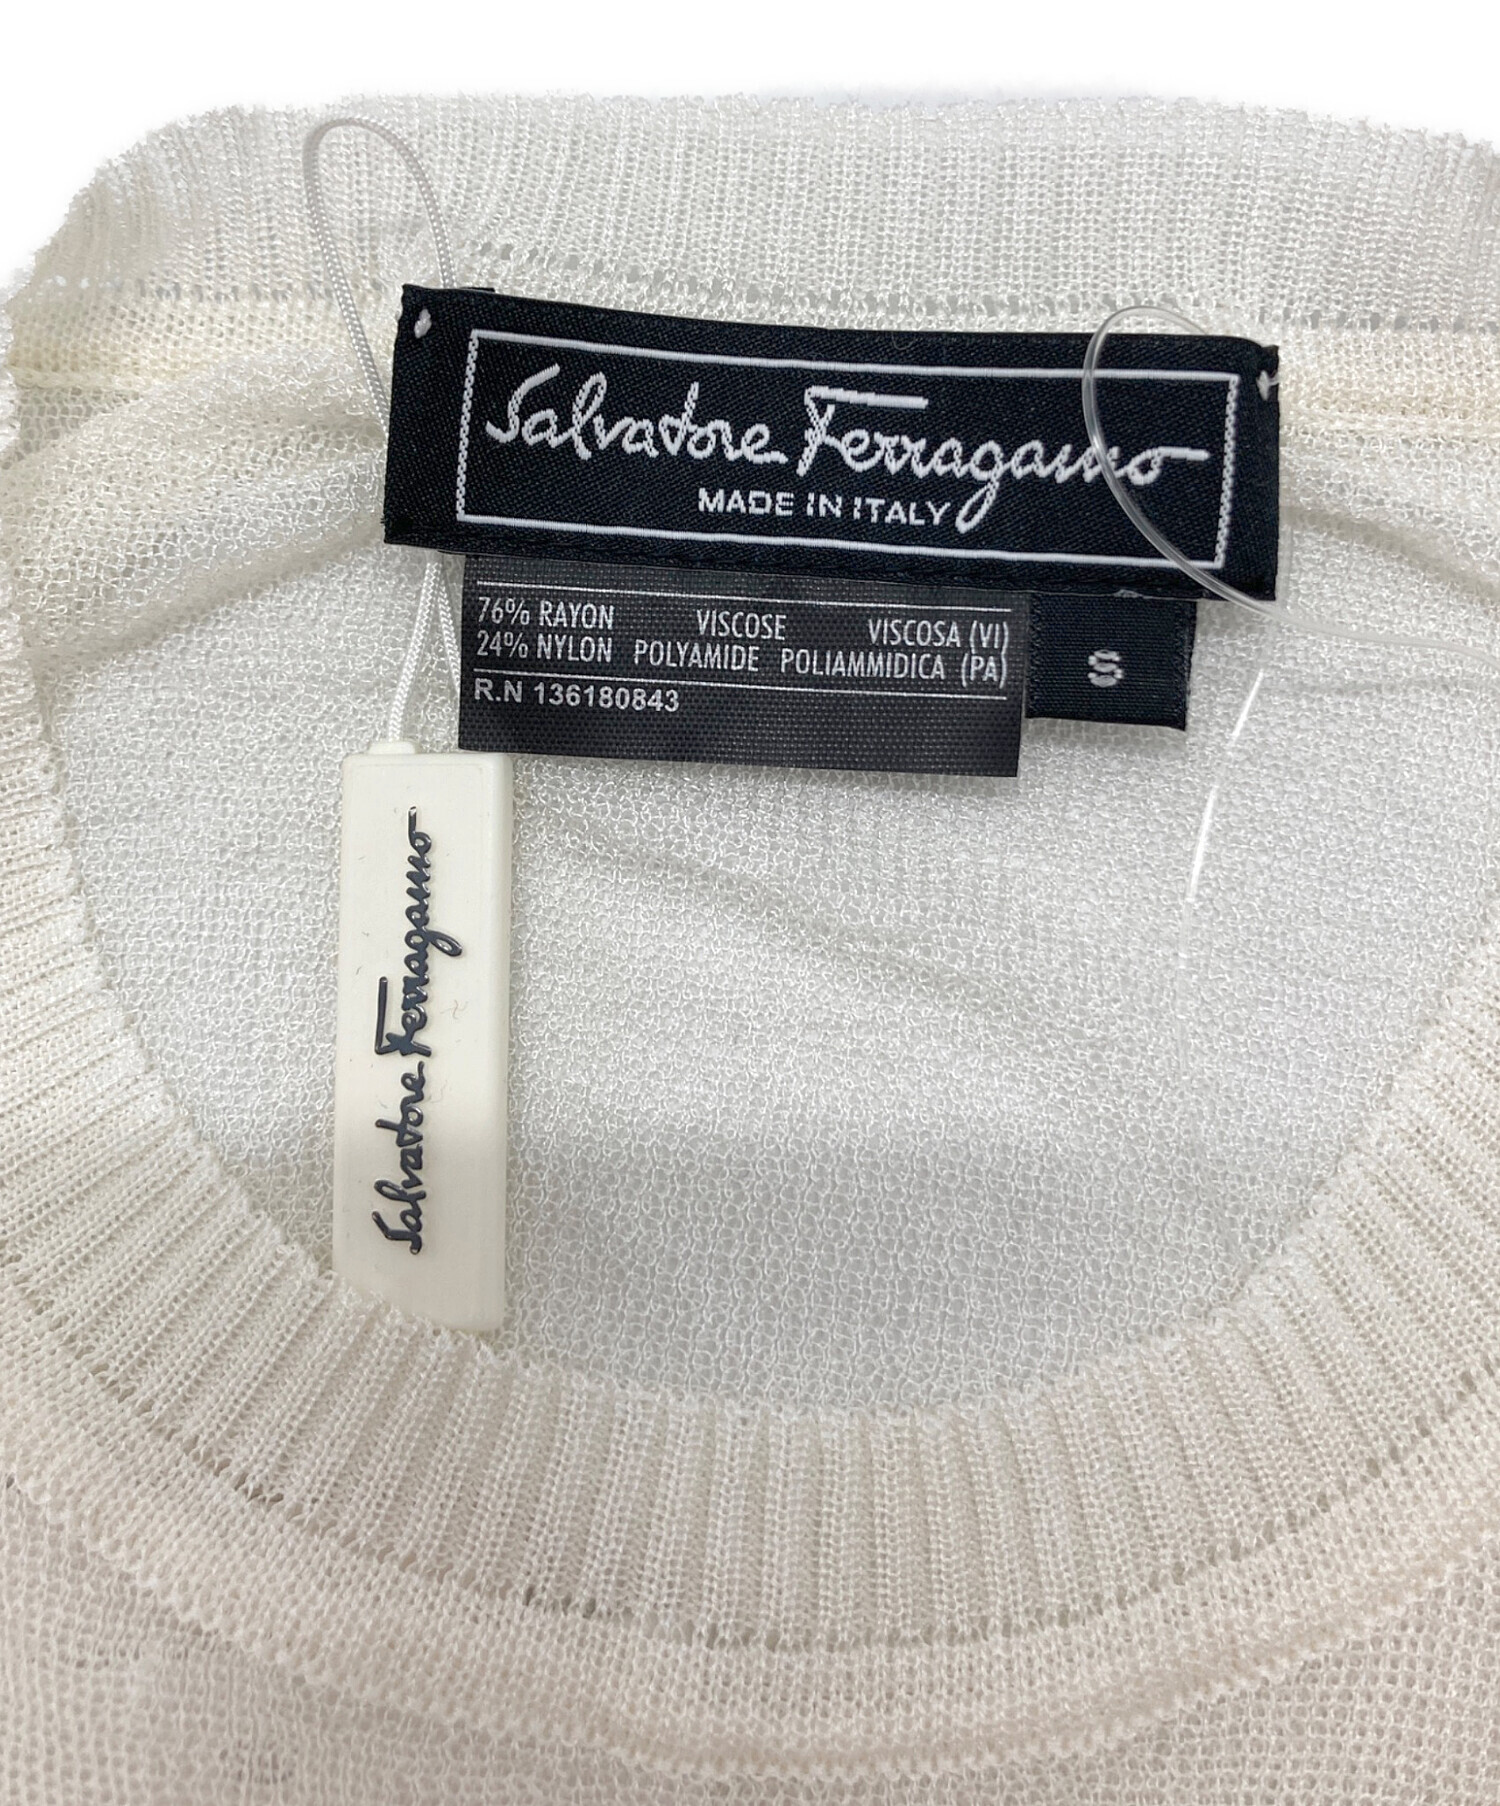 Salvatore Ferragamo
MADE IN ITALY
76% RAYON VISCOSE VISCOSA (VI)
24% NYLON POLYAMIDE POLIAMMIDICA (PA)
R.N 136180843
S
Salvatore Ferragamo